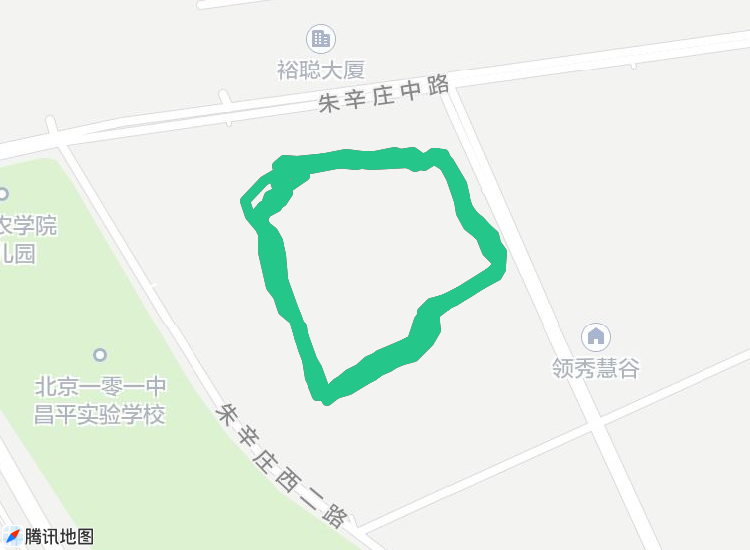 裕聪大厦
朱辛庄中路
农学院
儿园
领秀慧谷
北京一零一中
昌平实验学校
朱辛庄西二路
腾讯地图